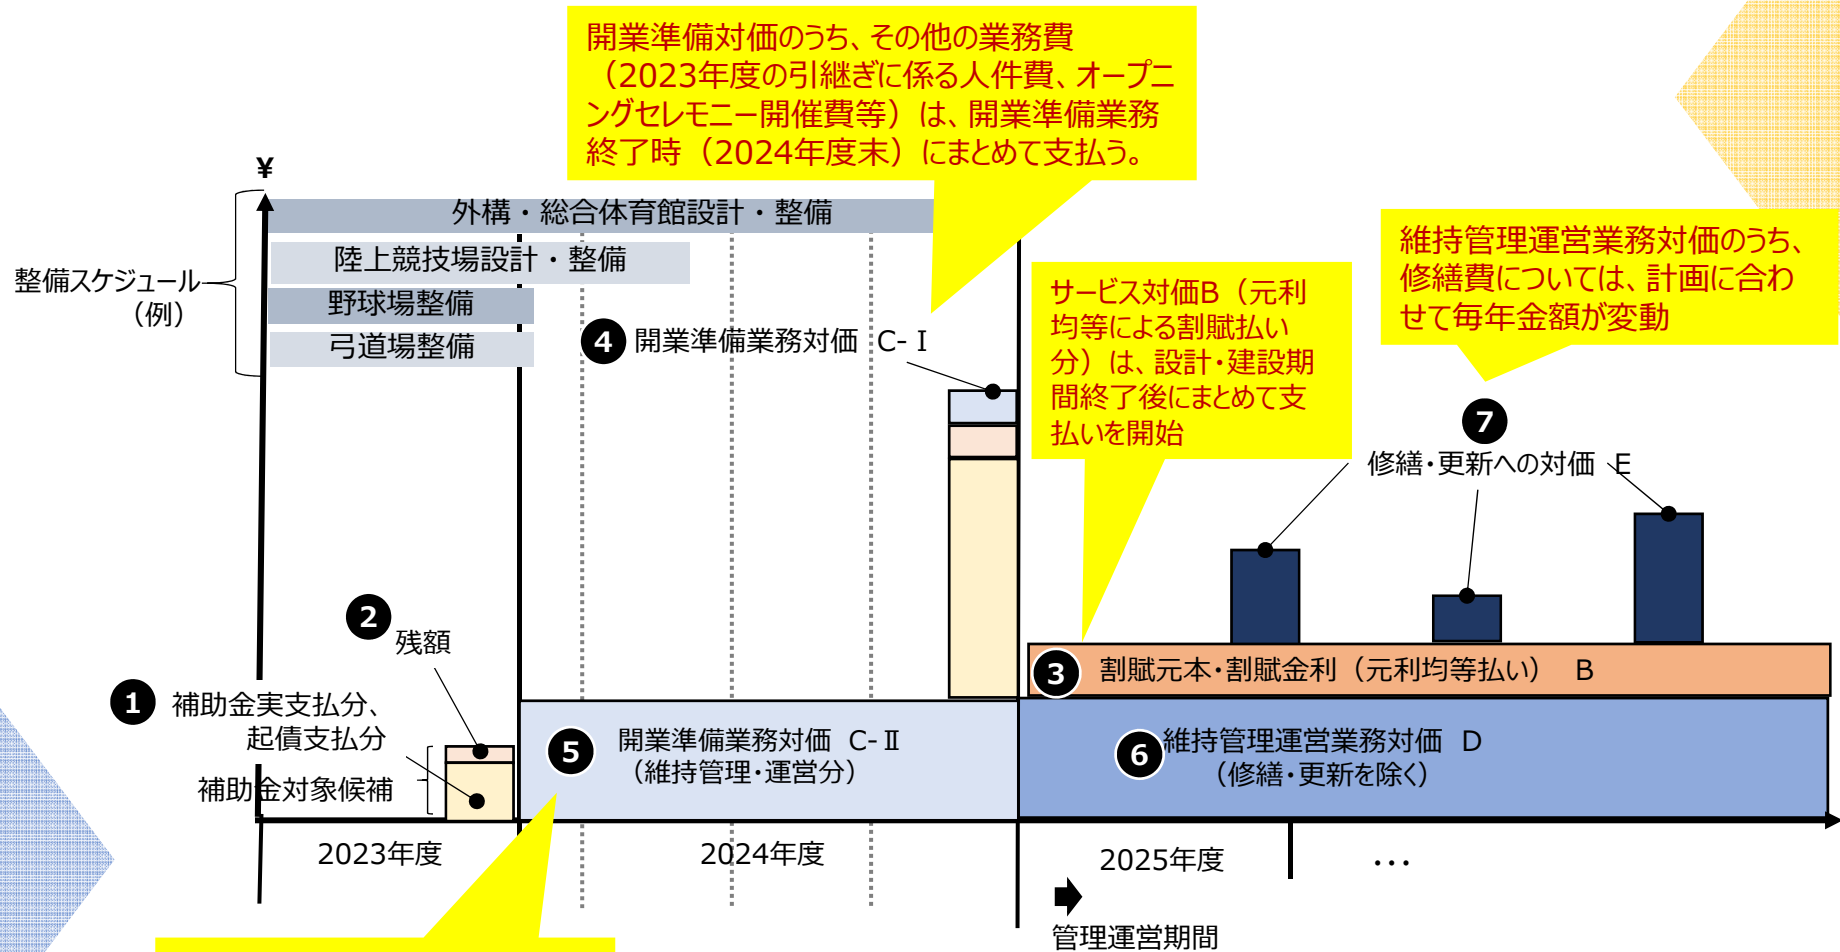 開業準備対価のうち、その他の業務費
（2023年度の引継ぎに係る人件費、オープニ
ングセレモニー開催費等）は、開業準備業務
終了時（2024年度末）にまとめて支払う。
¥
外構・総合体育館設計・整備
陸上競技場設計・整備
野球場整備
弓道場整備
整備スケジュール
（例）
4 開業準備業務対価 C-Ⅰ
サービス対価B（元利
均等による割賦払い
分）は、設計・建設期
間終了後にまとめて支
払いを開始
維持管理運営業務対価のうち、
修繕費については、計画に合わ
せて毎年金額が変動
7
修繕・更新への対価 E
2
残額
1 補助金実支払分、
起債支払分
補助金対象候補
3 割賦元本・割賦金利（元利均等払い） B
5 開業準備業務対価 C-Ⅱ
（維持管理・運営分）
6 維持管理運営業務対価 D
（修繕・更新を除く）
2023年度
2024年度
2025年度
…
管理運営期間